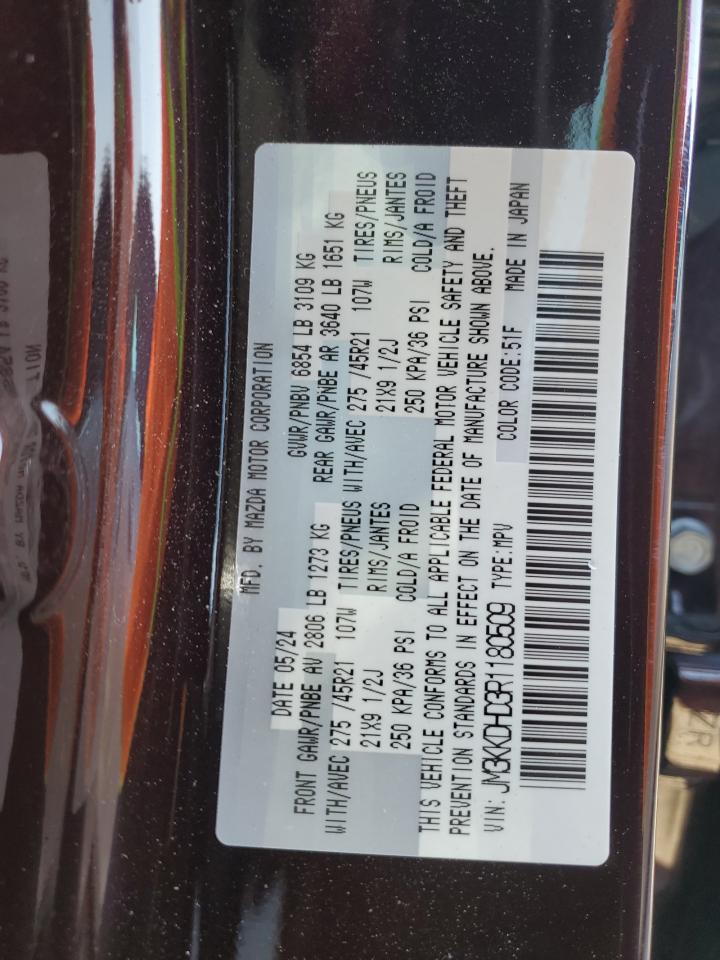 MFD. BY MAZDA MOTOR CORPORATION
DATE 05/24 GVWR/PNBV 6854 LB 3109 KG
FRONT GAWR/PNBE AV 2806 LB 1273 KG REAR GAWR/PNBE AR 3640 LB 1651 KG
WITH/AVEC 275 /45R21 107W TIRES/PNEUS WITH/AVEC 275 /45R21 107W TIRES/PNEUS
21X9 1/2J RIMS/JANTES 21X9 1/2J RIMS/JANTES
250 KPA/36 PSI COLD/A FROID 250 KPA/36 PSI COLD/A FROID
THIS VEHICLE CONFORMS TO ALL APPLICABLE FEDERAL MOTOR VEHICLE SAFETY AND THEFT
PREVENTION STANDARDS IN EFFECT ON THE DATE OF MANUFACTURE SHOWN ABOVE.
VIN: JM3KKDHD3R1180509 TYPE:MPV COLOR CODE:51F MADE IN JAPAN